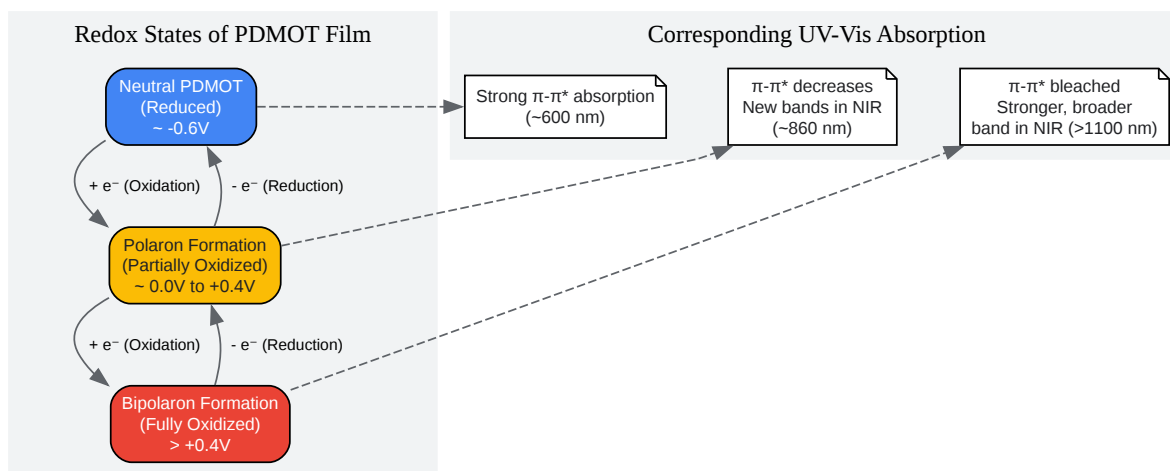 Redox States of PDMOT Film
Corresponding UV-Vis Absorption
Neutral PDMOT
(Reduced)
~ -0.6V
Strong π-π* absorption
(~600 nm)
π-π* decreases
New bands in NIR
(~860 nm)
π-π* bleached
Stronger, broader
band in NIR (>1100 nm)
+ e⁻ (Oxidation)
- e⁻ (Reduction)
Polaron Formation
(Partially Oxidized)
~ 0.0V to +0.4V
+ e⁻ (Oxidation)
- e⁻ (Reduction)
Bipolaron Formation
(Fully Oxidized)
> +0.4V